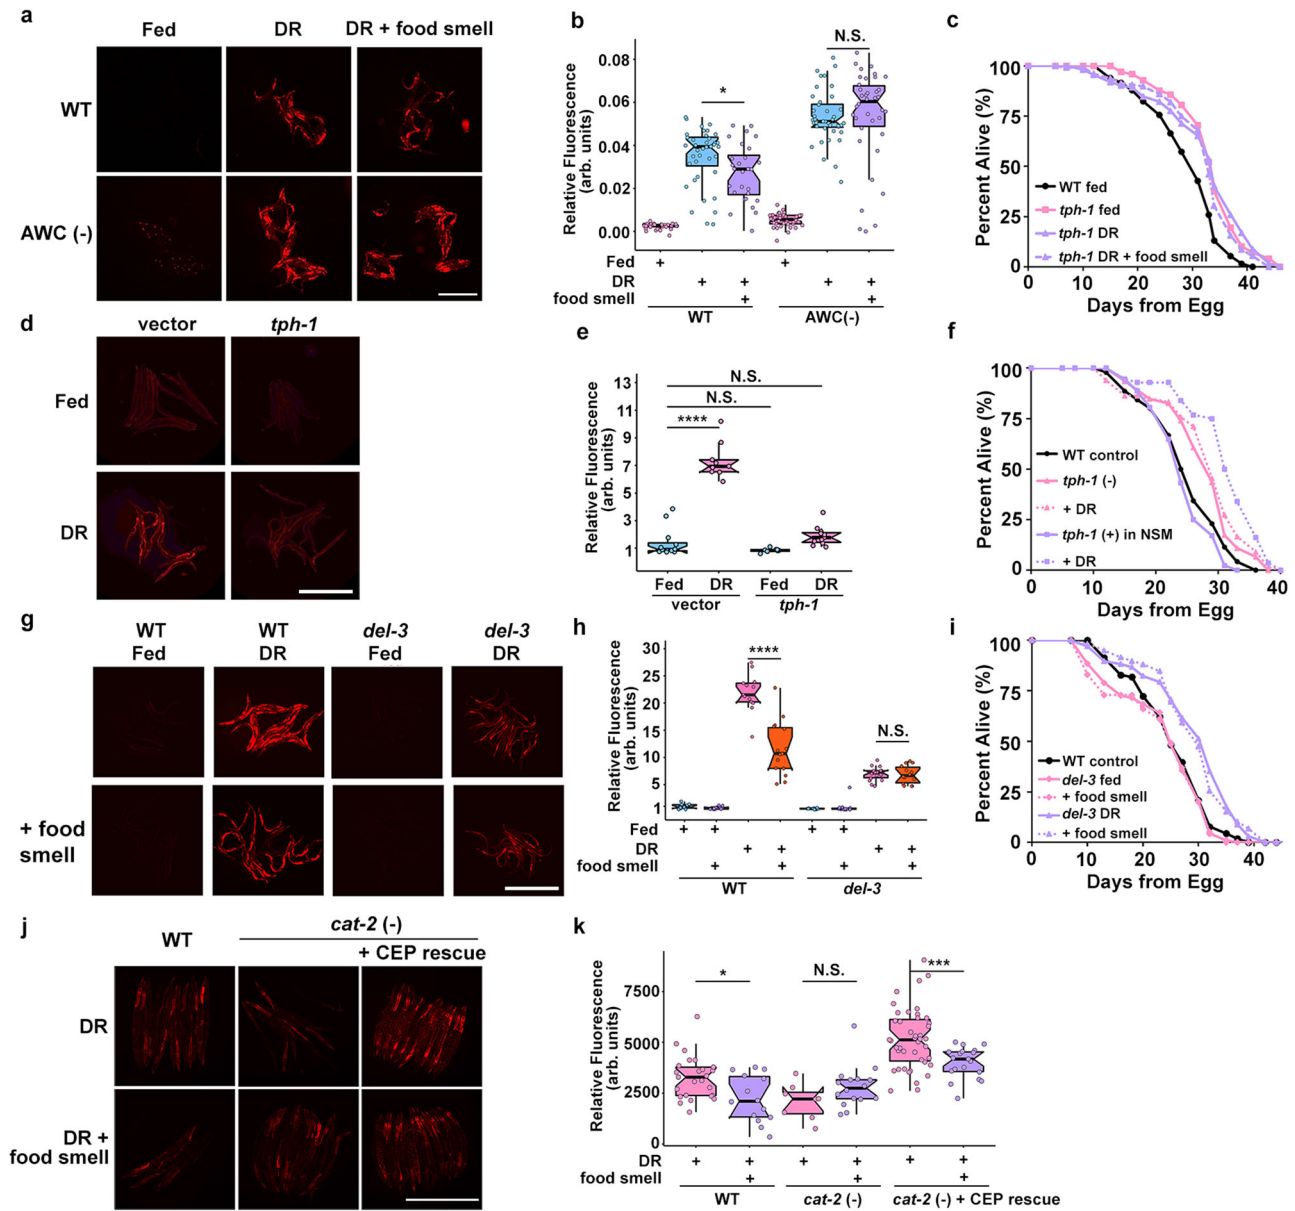 a
Fed DR DR + food smell
WT
AWC (-)
b
Relative Fluorescence
(arb. units)
N.S.
*
0.08
0.06
0.04
0.02
0.00
Fed + +
DR + + + +
food smell + +
WT AWC(-)
c
Percent Alive (%)
100
75
50
25
0
WT fed
tph-1 fed
tph-1 DR
tph-1 DR + food smell
0 10 20 30 40
Days from Egg
d
vector tph-1
Fed
DR
e
Relative Fluorescence
(arb. units)
N.S.
N.S.
****
13
11
9
7
5
3
1
Fed DR Fed DR
vector tph-1
f
Percent Alive (%)
100
75
50
25
0
WT control
tph-1 (-)
+ DR
tph-1 (+) in NSM
+ DR
0 10 20 30 40
Days from Egg
g
WT WT del-3 del-3
Fed DR Fed DR
+ food
smell
h
Relative Fluorescence
(arb. units)
****
N.S.
30
25
20
15
10
5
1
Fed + + + +
DR + + + +
food smell + + + +
WT del-3
i
Percent Alive (%)
100
75
50
25
0
WT control
del-3 fed
+ food smell
del-3 DR
+ food smell
0 10 20 30 40
Days from Egg
j
WT cat-2 (-)
+ CEP rescue
DR
DR +
food smell
k
Relative Fluorescence
(arb. units)
* N.S. ***
7500
5000
2500
0
DR + + + + + +
food smell + + +
WT cat-2 (-) cat-2 (-) + CEP rescue